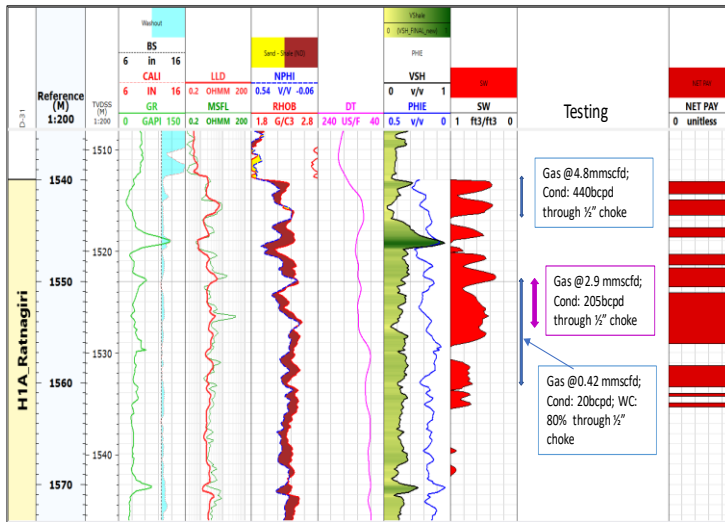 D-31
Reference
(M)
1:200
TVDSS
(M)
1:200
Washout
BS
6 in 16
CALI
6 IN 16
GR
0 GAPI 150
LLD
0.2 OHMM 200
MSFL
0.2 OHMM 200
Sand - Shale (ND)
NPHI
0.54 V/V -0.06
RHOB
1.8 G/C3 2.8
DT
240 US/F 40
VShale
0 (VSH_FINAL_new) 1
PHIE
VSH
0 v/v 1
PHIE
0.5 v/v 0
SW
SW
1 ft3/ft3 0
Testing
NET PAY
NET PAY
0 unitless
H1A_Ratnagiri
1540
1550
1560
1570
1510
1520
1530
1540
Gas @4.8mmscfd;
Cond: 440bcpd
through ½” choke
Gas @2.9 mmscfd;
Cond: 205bcpd
through ½” choke
Gas @0.42 mmscfd;
Cond: 20bcpd; WC:
80% through ½”
choke